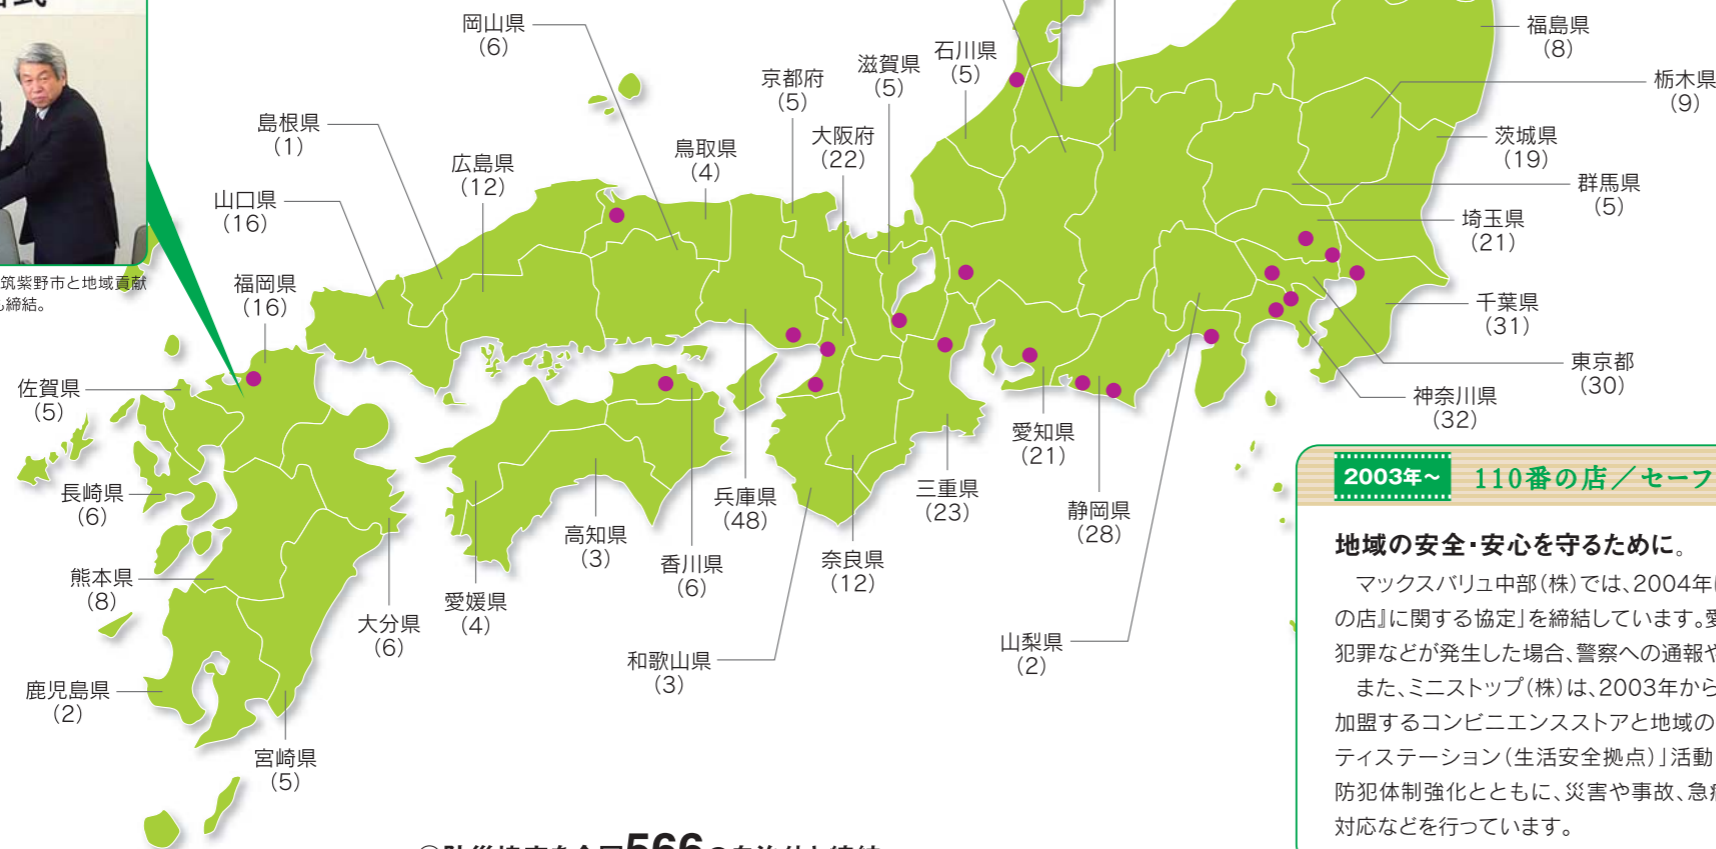 筑紫野市と地域貢献
締結。
岡山県
(6)
島根県
(1)
山口県
(16)
広島県
(12)
鳥取県
(4)
京都府
(5)
大阪府
(22)
滋賀県
(5)
石川県
(5)
福島県
(8)
栃木県
(9)
茨城県
(19)
群馬県
(5)
埼玉県
(21)
千葉県
(31)
東京都
(30)
神奈川県
(32)
福岡県
(16)
佐賀県
(5)
長崎県
(6)
熊本県
(8)
鹿児島県
(2)
宮崎県
(5)
大分県
(6)
愛媛県
(4)
高知県
(3)
香川県
(6)
兵庫県
(48)
和歌山県
(3)
奈良県
(12)
三重県
(23)
愛知県
(21)
静岡県
(28)
山梨県
(2)
2003年~ 110番の店／セーフ
地域の安全・安心を守るために。
マックスバリュ中部(株)では、2004年
の店』に関する協定」を締結しています。
犯罪などが発生した場合、警察への通報や
また、ミニストップ(株)は、2003年から
加盟するコンビニエンスストアと地域の
ティステーション(生活安全拠点)」活動
防犯体制強化とともに、災害や事故、急
対応などを行っています。
566